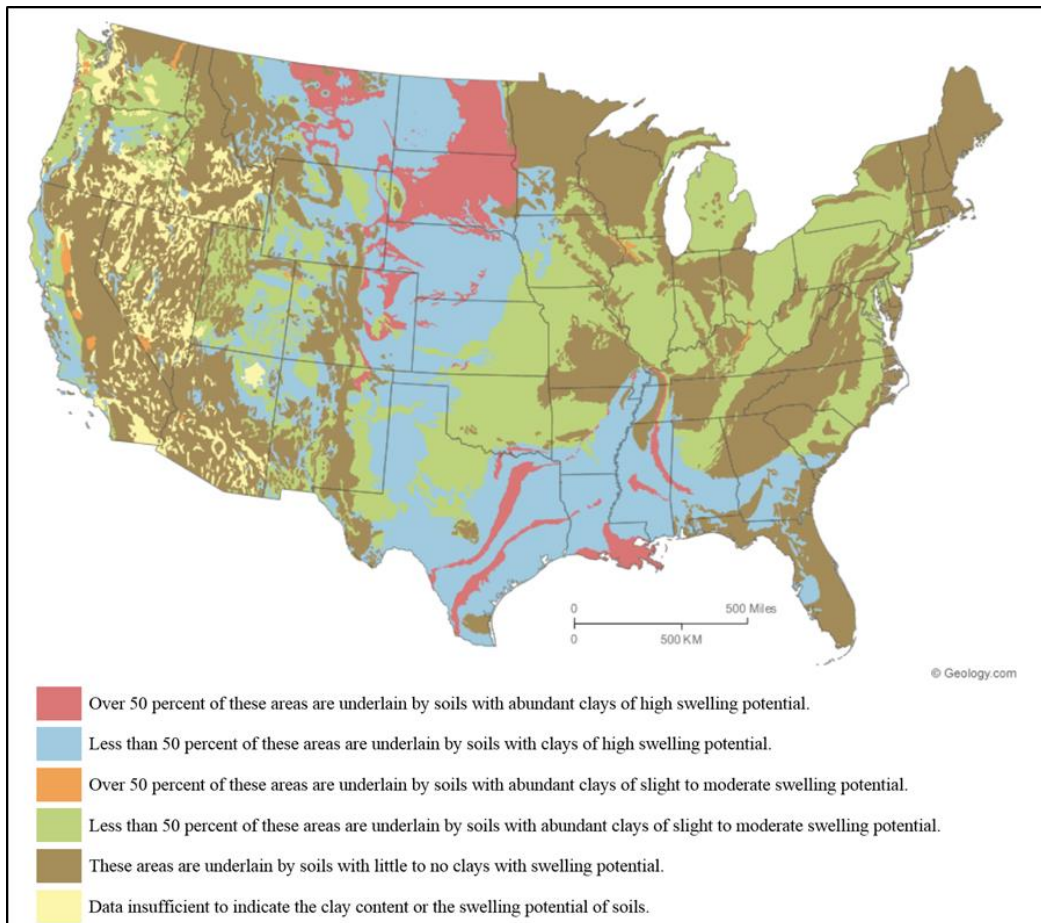 0 500 Miles
0 500 KM
© Geology.com
Over 50 percent of these areas are underlain by soils with abundant clays of high swelling potential.
Less than 50 percent of these areas are underlain by soils with clays of high swelling potential.
Over 50 percent of these areas are underlain by soils with abundant clays of slight to moderate swelling potential.
Less than 50 percent of these areas are underlain by soils with abundant clays of slight to moderate swelling potential.
These areas are underlain by soils with little to no clays with swelling potential.
Data insufficient to indicate the clay content or the swelling potential of soils.